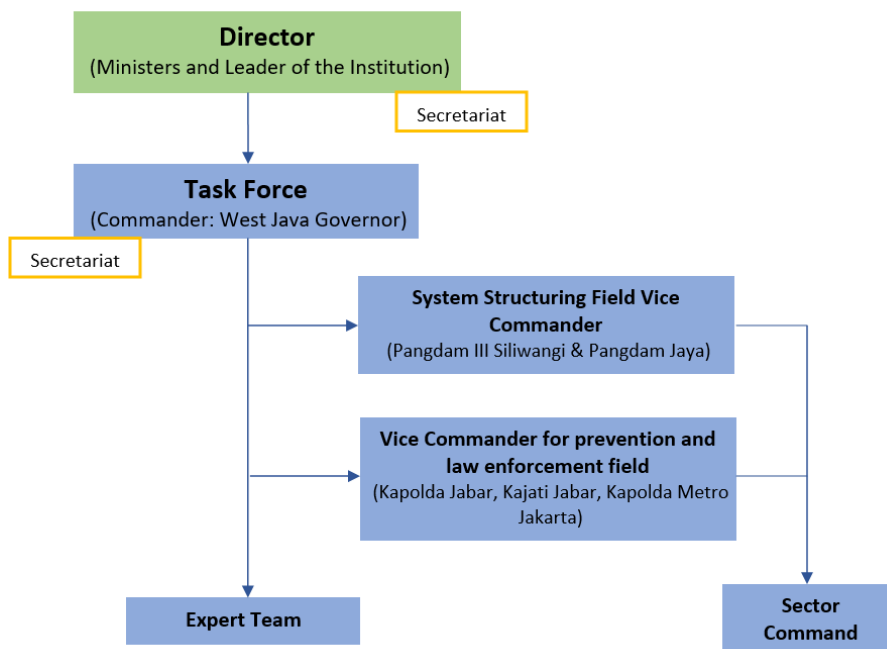 Director
(Ministers and Leader of the Institution)
Secretariat
Task Force
(Commander: West Java Governor)
Secretariat
System Structuring Field Vice
Commander
(Pangdam III Siliwangi & Pangdam Jaya)
Vice Commander for prevention and
law enforcement field
(Kapolda Jabar, Kajati Jabar, Kapolda Metro
Jakarta)
Expert Team
Sector
Command